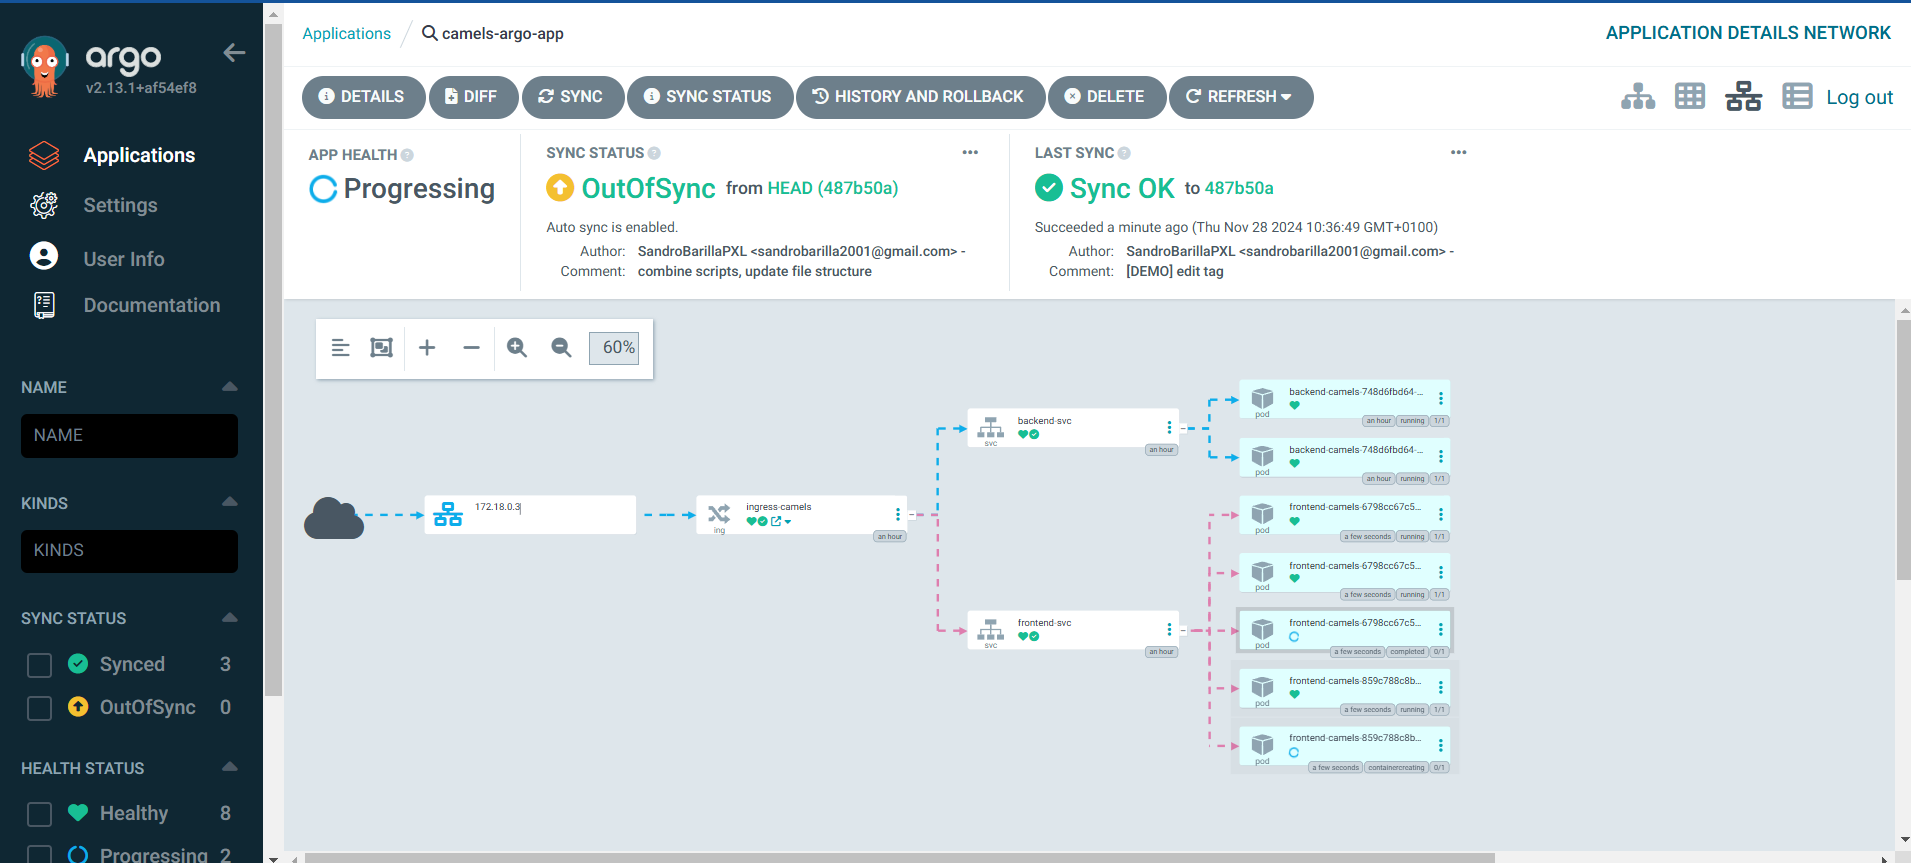 argo
v2.13.1+af54ef8
Applications
Settings
User Info
Documentation
NAME
NAME
KINDS
KINDS
SYNC STATUS
Synced 3
OutOfSync 0
HEALTH STATUS
Healthy 8
Progressing 2
Applications / camels-argo-app
APPLICATION DETAILS NETWORK
DETAILS
DIFF
SYNC
SYNC STATUS
HISTORY AND ROLLBACK
DELETE
REFRESH
Log out
APP HEALTH
Progressing
SYNC STATUS
OutOfSync from HEAD (487b50a)
Auto sync is enabled.
Author: SandroBarillaPXL <sandrobarilla2001@gmail.com> -
Comment: combine scripts, update file structure
LAST SYNC
Sync OK to 487b50a
Succeeded a minute ago (Thu Nov 28 2024 10:36:49 GMT+0100)
Author: SandroBarillaPXL <sandrobarilla2001@gmail.com> -
Comment: [DEMO] edit tag
60%
172.18.0.3
ingress-camels
ing
an hour
backend-svc
svc
an hour
frontend-svc
svc
an hour
backend-camels-748d6fbd64-...
pod
an hour running 1/1
backend-camels-748d6fbd64-...
pod
an hour running 1/1
frontend-camels-6798cc67c5...
pod
a few seconds running 1/1
frontend-camels-6798cc67c5...
pod
a few seconds running 1/1
frontend-camels-6798cc67c5...
pod
a few seconds completed 0/1
frontend-camels-859c788c8b...
pod
a few seconds running 1/1
frontend-camels-859c788c8b...
pod
a few seconds containercreating 0/1